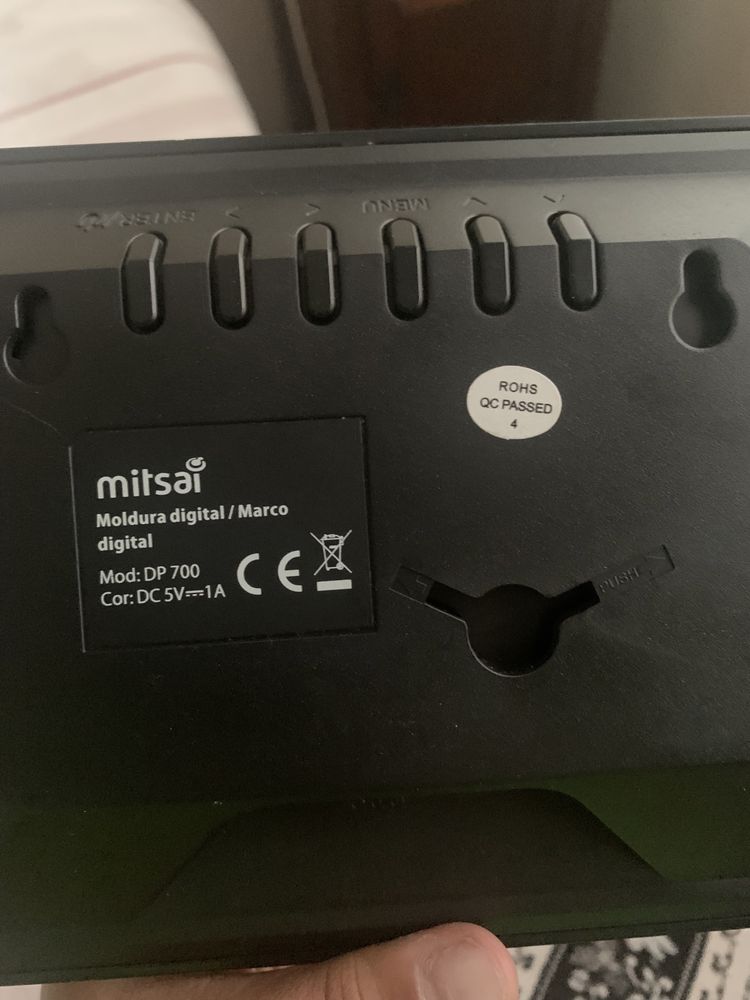 ENTER/
<
>
MENU
ROHS
QC PASSED
4
mitsai
Moldura digital / Marco
digital
Mod: DP 700
Cor: DC 5V⎓1A
CE
PUSH